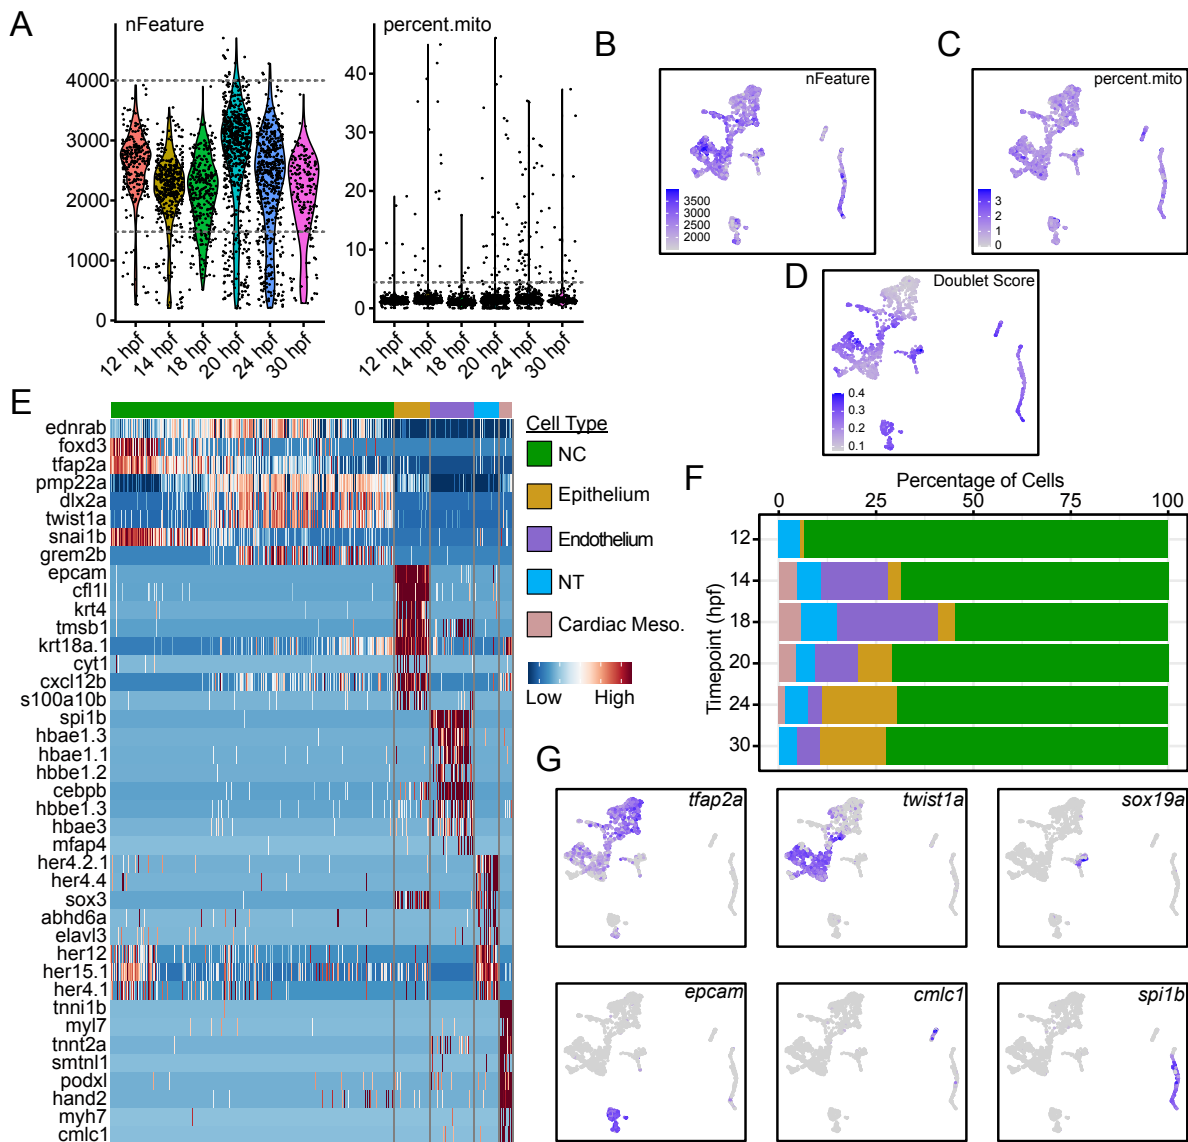 A
nFeature
percent.mito
4000
3000
2000
1000
0
40
30
20
10
0
12 hpf
14 hpf
18 hpf
20 hpf
24 hpf
30 hpf
12 hpf
14 hpf
18 hpf
20 hpf
24 hpf
30 hpf
B
nFeature
3500
3000
2500
2000
C
percent.mito
3
2
1
0
D
Doublet Score
0.4
0.3
0.2
0.1
E
ednrab
foxd3
tfap2a
pmp22a
dlx2a
twist1a
snai1b
grem2b
epcam
cfl1l
krt4
tmsb1
krt18a.1
cyt1
cxcl12b
s100a10b
spi1b
hbae1.3
hbae1.1
hbbe1.2
cebpb
hbbe1.3
hbae3
mfap4
her4.2.1
her4.4
sox3
abhd6a
elavl3
her12
her15.1
her4.1
tnni1b
myl7
tnnt2a
smtnl1
podxl
hand2
myh7
cmlc1
Cell Type
NC
Epithelium
Endothelium
NT
Cardiac Meso.
Low High
F
Percentage of Cells
0 25 50 75 100
Timepoint (hpf)
12
14
18
20
24
30
G
tfap2a
twist1a
sox19a
epcam
cmlc1
spi1b